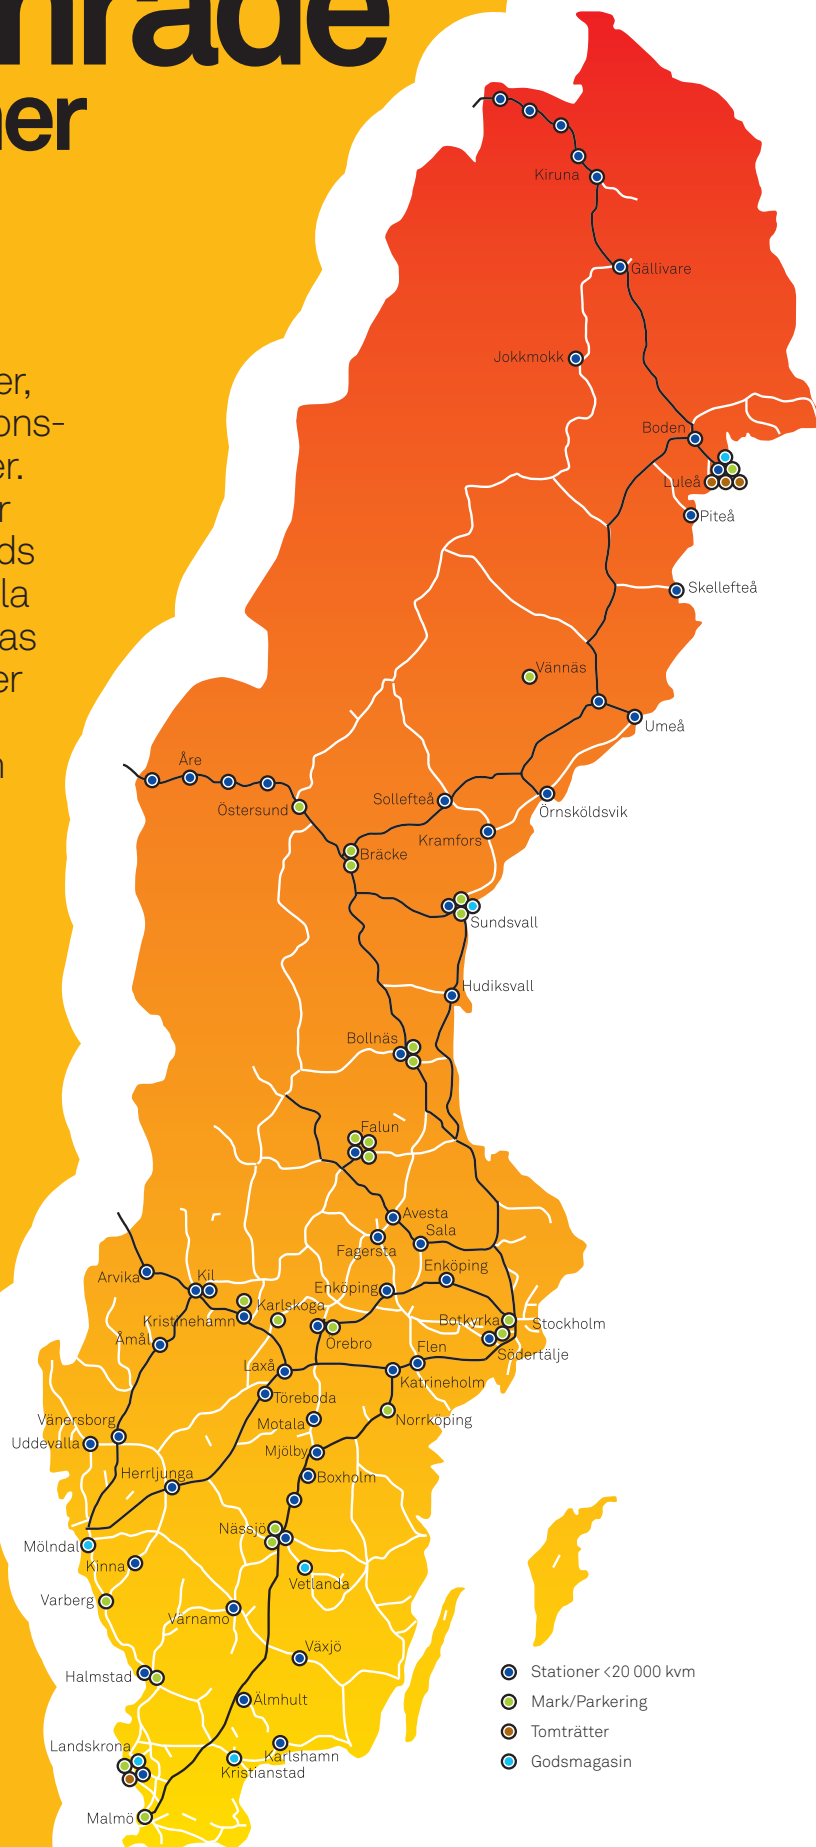 område
ner
er,
ons-
er.
r
ds
la
as
er
n
Kiruna
Gällivare
Jokkmokk
Boden
Luleå
Piteå
Skellefteå
Vännäs
Umeå
Åre
Östersund
Sollefteå
Örnsköldsvik
Kramfors
Bräcke
Sundsvall
Hudiksvall
Bollnäs
Falun
Avesta
Sala
Fagersta
Enköping
Arvika
Kil
Enköping
Karlskoga
Kristinehamn
Botkyrka
Stockholm
Åmål
Örebro
Flen
Södertälje
Laxå
Katrineholm
Töreboda
Vänersborg
Motala
Norrköping
Uddevalla
Mjölby
Herrljunga
Boxholm
Nässjö
Mölndal
Kinna
Vetlanda
Varberg
Värnamo
Växjö
Halmstad
Älmhult
Landskrona
Karlshamn
Kristianstad
Malmö
Stationer <20 000 kvm
Mark/Parkering
Tomträtter
Godsmagasin